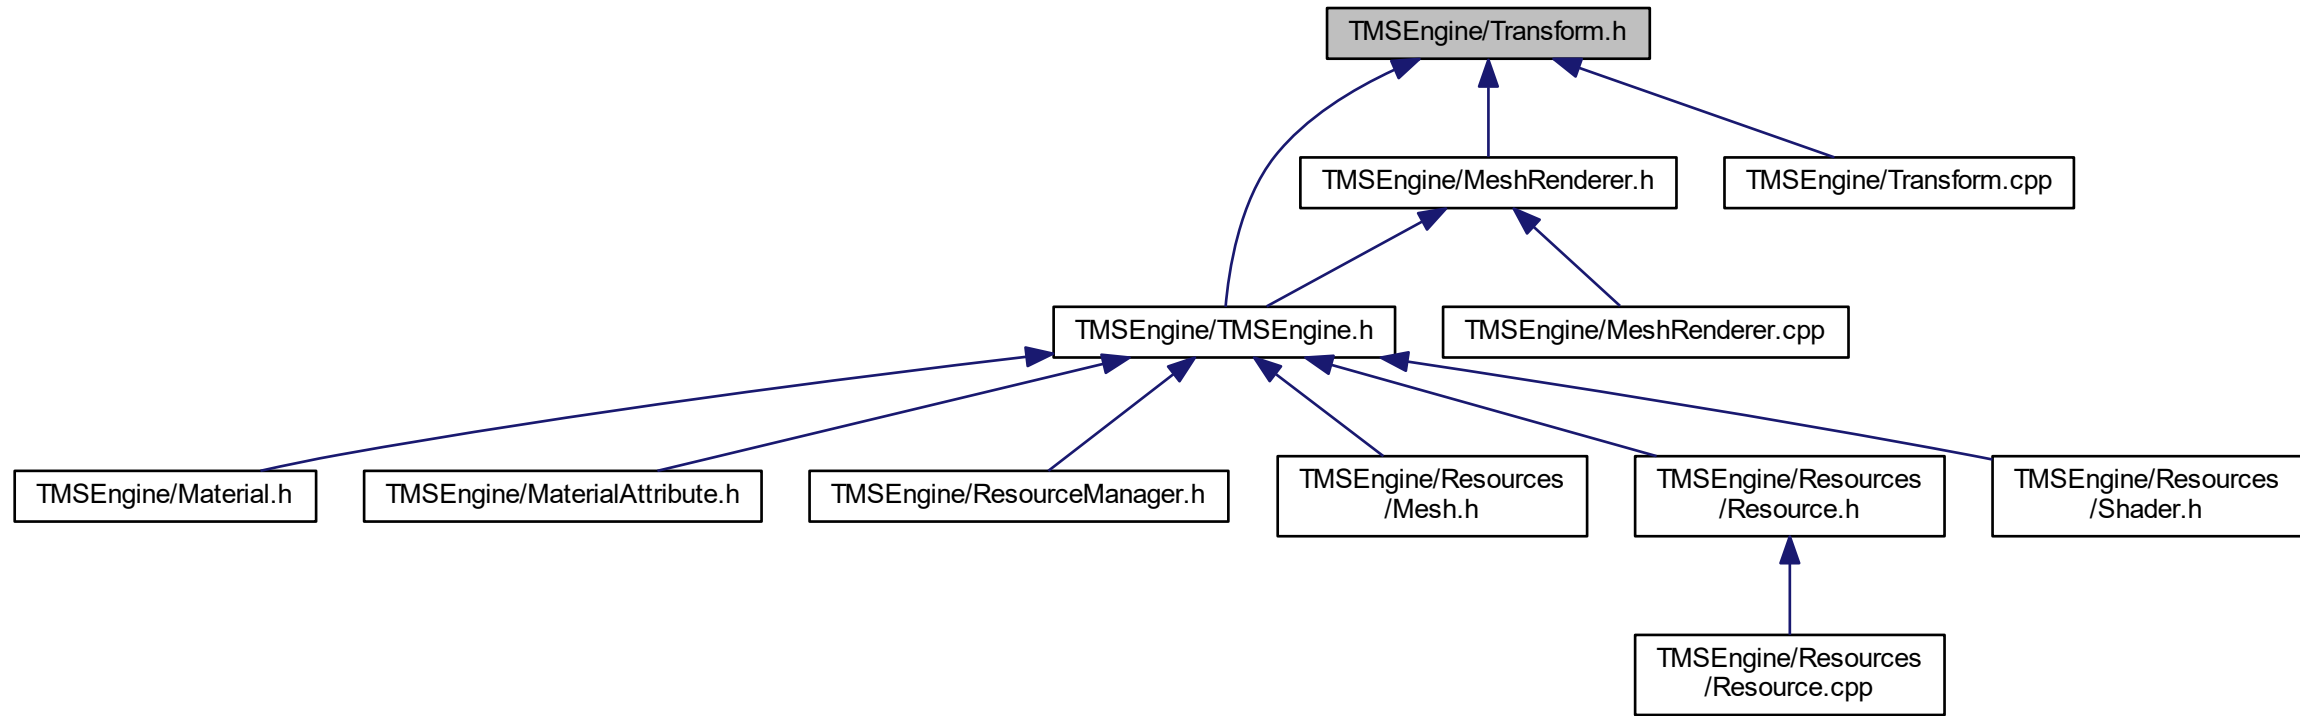 TMSEngine/Transform.h
TMSEngine/MeshRenderer.h
TMSEngine/Transform.cpp
TMSEngine/TMSEngine.h
TMSEngine/MeshRenderer.cpp
TMSEngine/Material.h
TMSEngine/MaterialAttribute.h
TMSEngine/ResourceManager.h
TMSEngine/Resources
/Mesh.h
TMSEngine/Resources
/Resource.h
TMSEngine/Resources
/Shader.h
TMSEngine/Resources
/Resource.cpp